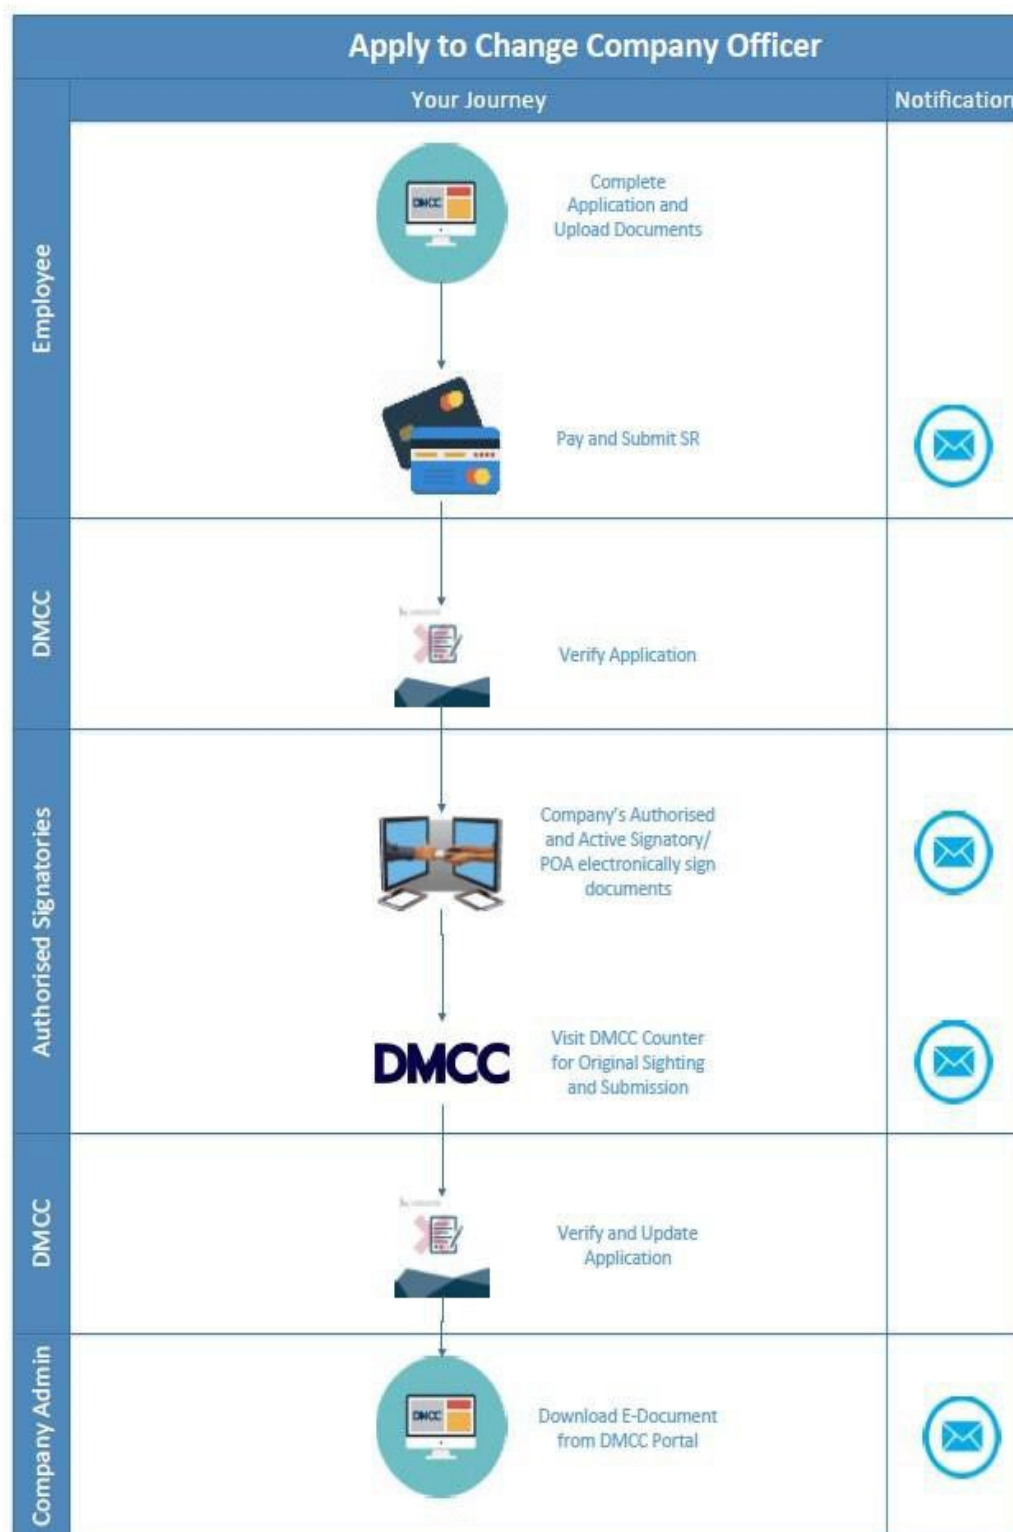 Apply to Change Company Officer
Your Journey
Notification
Employee
DMCC
Complete
Application and
Upload Documents
Pay and Submit SR
DMCC
Verify Application
Authorised Signatories
Company's Authorised
and Active Signatory/
POA electronically sign
documents
DMCC
Visit DMCC Counter
for Original Sighting
and Submission
DMCC
Verify and Update
Application
Company Admin
DMCC
Download E-Document
from DMCC Portal